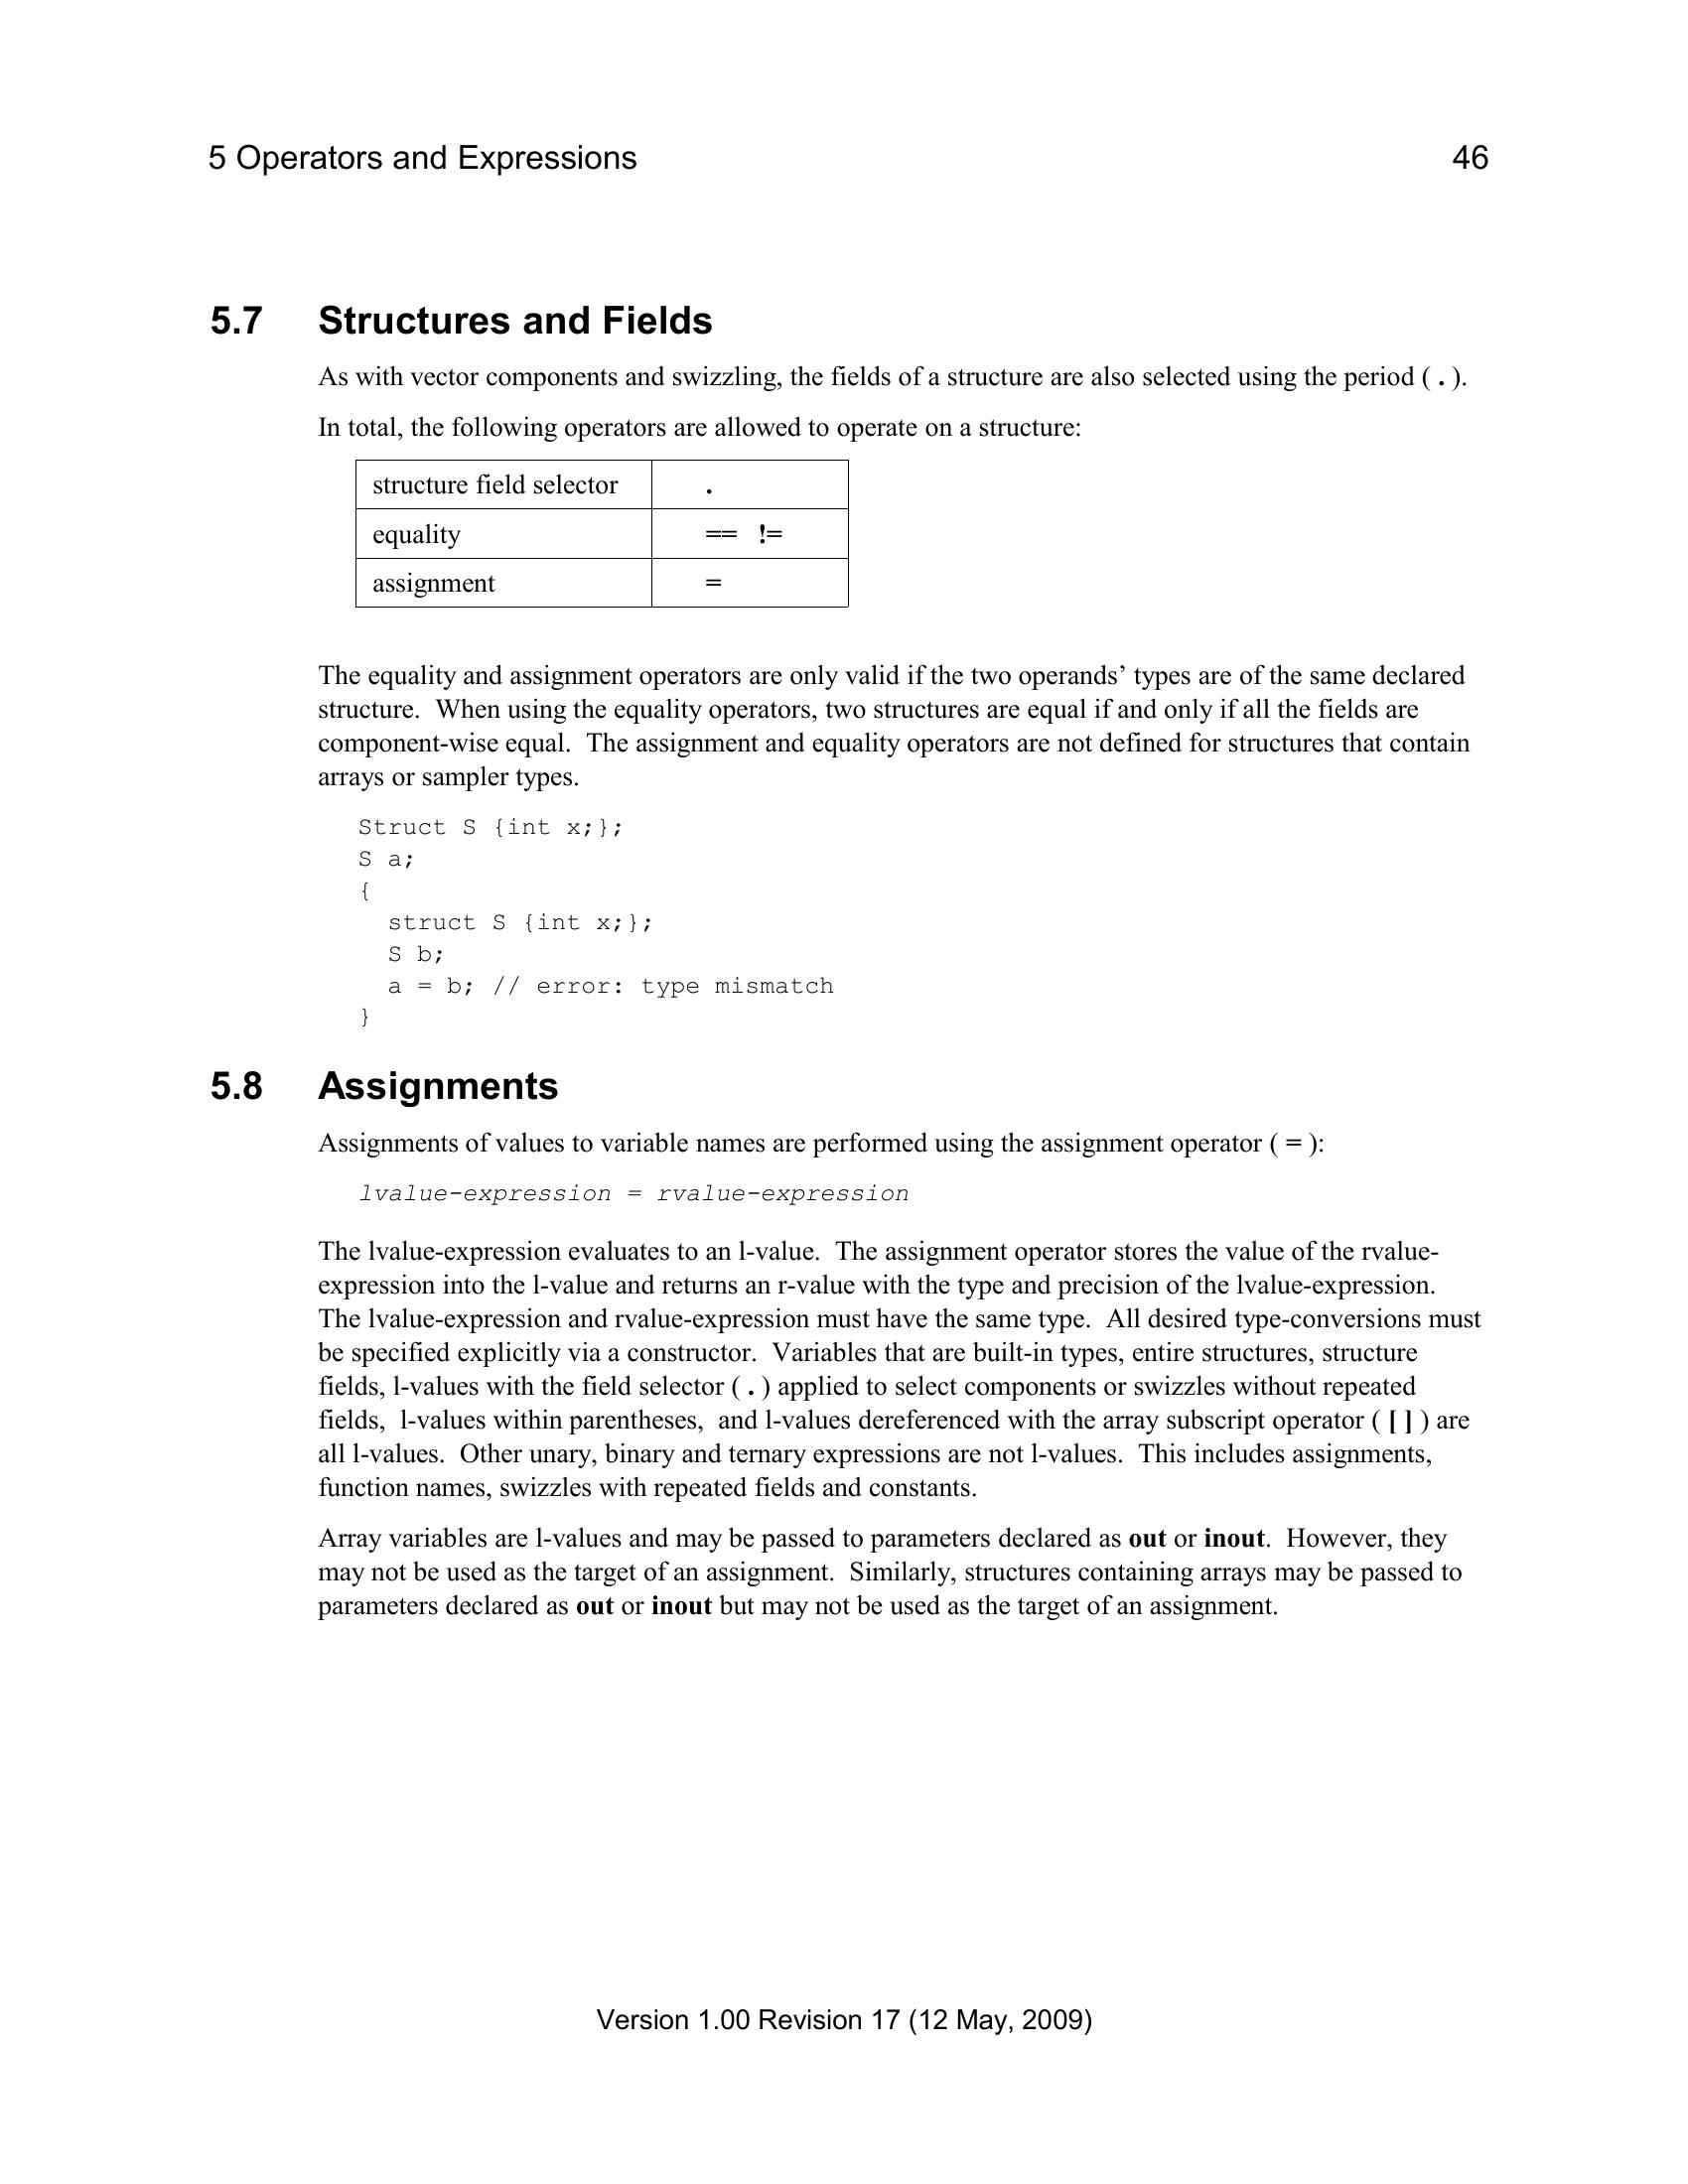 5 Operators and Expressions 46
5.7 Structures and Fields
As with vector components and swizzling, the fields of a structure are also selected using the period ( . ).
In total, the following operators are allowed to operate on a structure:
structure field selector .
equality == !=
assignment =
The equality and assignment operators are only valid if the two operands’ types are of the same declared
structure.  When using the equality operators, two structures are equal if and only if all the fields are
component-wise equal.  The assignment and equality operators are not defined for structures that contain
arrays or sampler types.
Struct S {int x;};
S a;
{
  struct S {int x;};
  S b;
  a = b; // error: type mismatch
}
5.8 Assignments
Assignments of values to variable names are performed using the assignment operator ( = ):
lvalue-expression = rvalue-expression
The lvalue-expression evaluates to an l-value.  The assignment operator stores the value of the rvalue-
expression into the l-value and returns an r-value with the type and precision of the lvalue-expression.
The lvalue-expression and rvalue-expression must have the same type.  All desired type-conversions must
be specified explicitly via a constructor.  Variables that are built-in types, entire structures, structure
fields, l-values with the field selector ( . ) applied to select components or swizzles without repeated
fields,  l-values within parentheses,  and l-values dereferenced with the array subscript operator ( [ ] ) are
all l-values.  Other unary, binary and ternary expressions are not l-values.  This includes assignments,
function names, swizzles with repeated fields and constants.
Array variables are l-values and may be passed to parameters declared as out or inout.  However, they
may not be used as the target of an assignment.  Similarly, structures containing arrays may be passed to
parameters declared as out or inout but may not be used as the target of an assignment.
Version 1.00 Revision 17 (12 May, 2009)